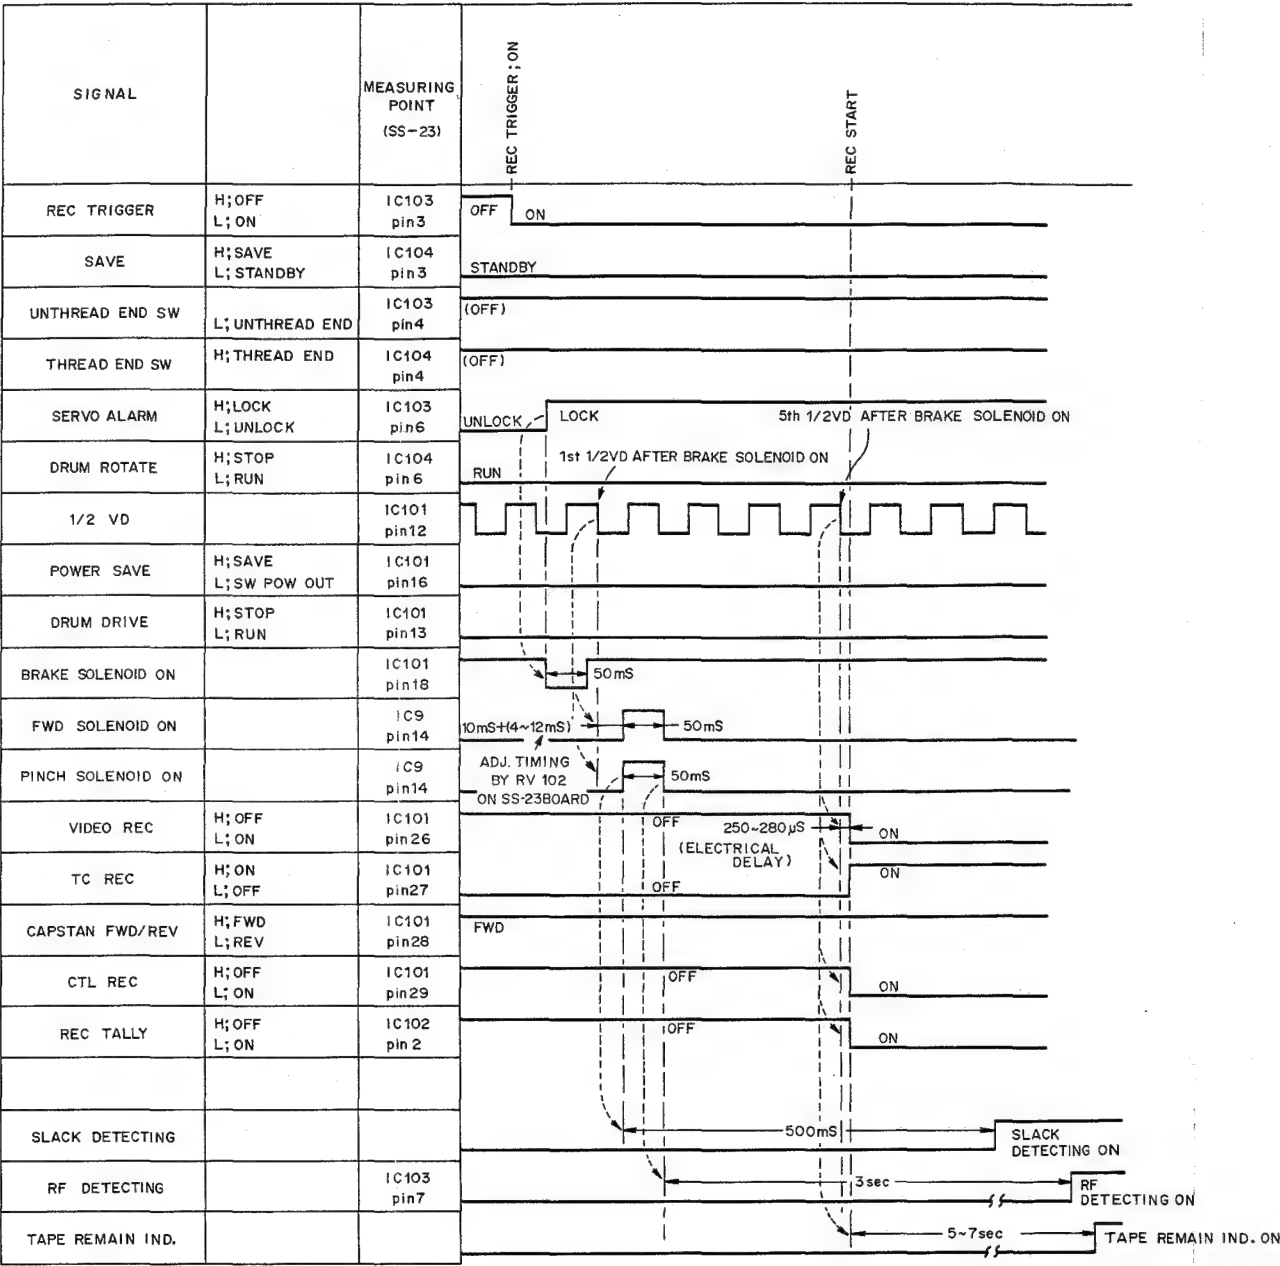 SIGNAL
MEASURING
POINT
(SS-23)
REC TRIGGER; ON
REC START
REC TRIGGER
H; OFF
L; ON
IC103
pin3
OFF
ON
SAVE
H; SAVE
L; STANDBY
IC104
pin3
STANDBY
UNTHREAD END SW
L; UNTHREAD END
IC103
pin4
(OFF)
THREAD END SW
H; THREAD END
IC104
pin4
(OFF)
SERVO ALARM
H; LOCK
L; UNLOCK
IC103
pin6
UNLOCK
LOCK
5th 1/2VD AFTER BRAKE SOLENOID ON
DRUM ROTATE
H; STOP
L; RUN
IC104
pin6
RUN
1st 1/2VD AFTER BRAKE SOLENOID ON
1/2 VD
IC101
pin12
POWER SAVE
H; SAVE
L; SW POW OUT
IC101
pin16
DRUM DRIVE
H; STOP
L; RUN
IC101
pin13
BRAKE SOLENOID ON
IC101
pin18
50mS
FWD SOLENOID ON
IC9
pin14
10mS+(4~12mS)
50mS
PINCH SOLENOID ON
IC9
pin14
ADJ. TIMING
BY RV 102
ON SS-23BOARD
50mS
VIDEO REC
H; OFF
L; ON
IC101
pin26
OFF
250~280µS
(ELECTRICAL
DELAY)
ON
TC REC
H; ON
L; OFF
IC101
pin27
OFF
ON
CAPSTAN FWD/REV
H; FWD
L; REV
IC101
pin28
FWD
CTL REC
H; OFF
L; ON
IC101
pin29
OFF
ON
REC TALLY
H; OFF
L; ON
IC102
pin 2
OFF
ON
SLACK DETECTING
500mS
SLACK
DETECTING ON
RF DETECTING
IC103
pin7
3sec
RF
DETECTING ON
TAPE REMAIN IND.
5~7sec
TAPE REMAIN IND. ON